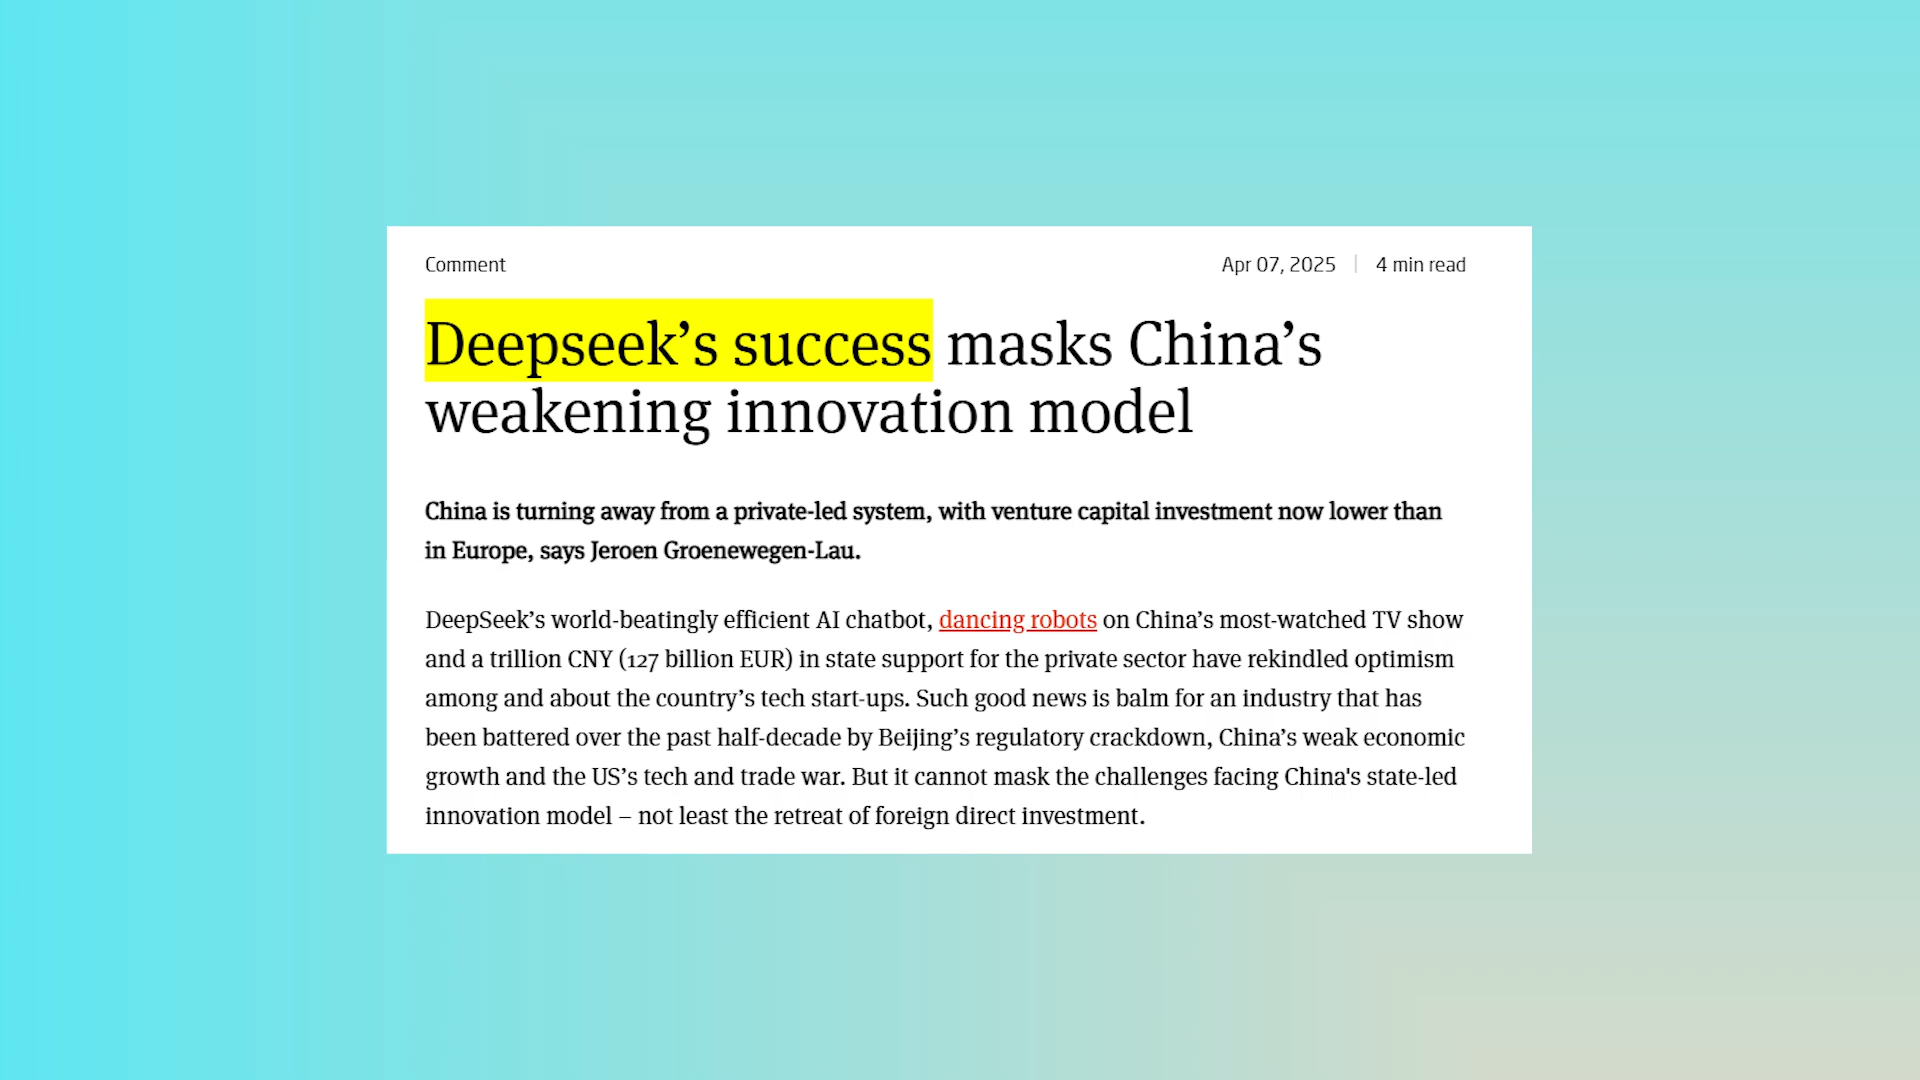 Comment
Apr 07, 2025 | 4 min read
Deepseek’s success masks China’s
weakening innovation model
China is turning away from a private-led system, with venture capital investment now lower than
in Europe, says Jeroen Groenewegen-Lau.
DeepSeek’s world-beatingly efficient AI chatbot, dancing robots on China’s most-watched TV show
and a trillion CNY (127 billion EUR) in state support for the private sector have rekindled optimism
among and about the country’s tech start-ups. Such good news is balm for an industry that has
been battered over the past half-decade by Beijing’s regulatory crackdown, China’s weak economic
growth and the US’s tech and trade war. But it cannot mask the challenges facing China's state-led
innovation model – not least the retreat of foreign direct investment.